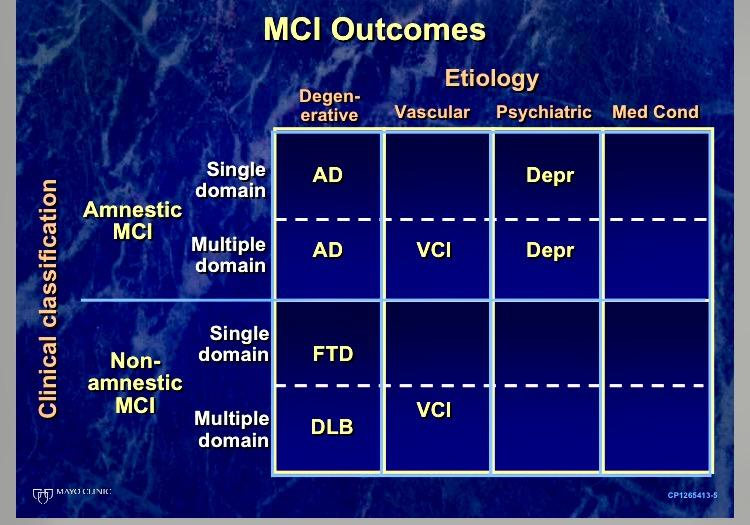 MCI Outcomes
Etiology
Degen-
erative
Vascular
Psychiatric
Med Cond
Clinical classification
Amnestic
MCI
Single
domain
AD
Depr
Multiple
domain
AD
VCI
Depr
Non-
amnestic
MCI
Single
domain
FTD
Multiple
domain
DLB
VCI
MAYO CLINIC
CP1265413-5